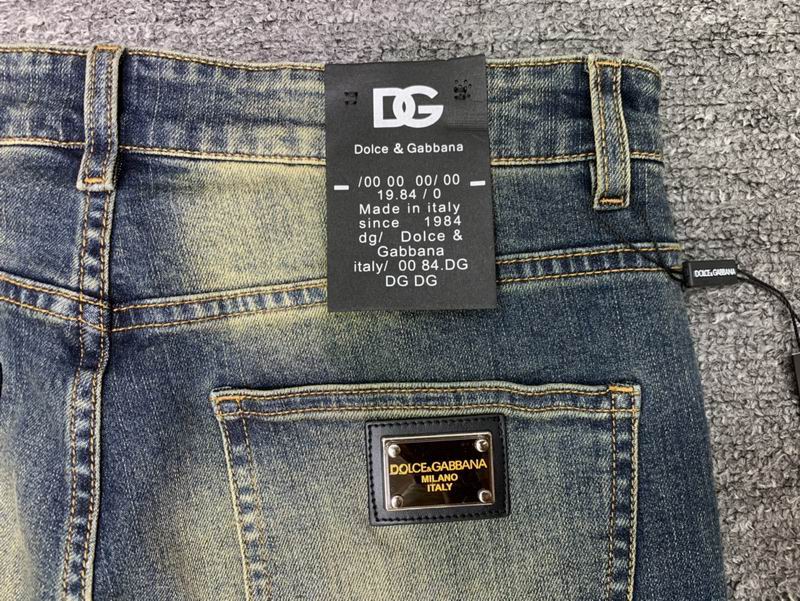 DG
Dolce & Gabbana
/00 00 00/ 00
19.84 / 0
Made in italy
since 1984
dg/ Dolce &
Gabbana
italy/ 00 84.DG
DG DG
DOLCE&GABBANA
DOLCE&GABBANA
MILANO
ITALY